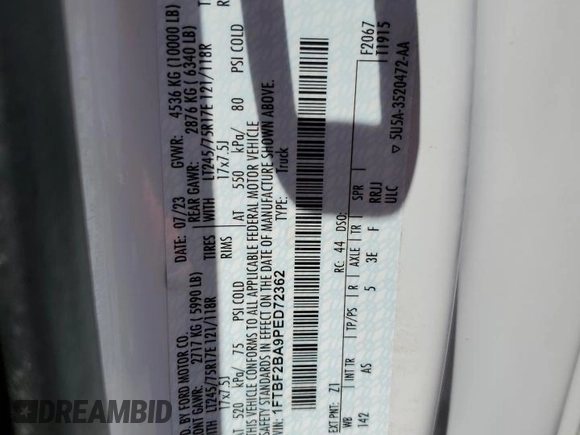 MFD. BY FORD MOTOR CO.
DATE: 07/23 GVWR: 4536 KG (10000 LB)
FRONT GAWR: 2717 KG ( 5990 LB) REAR GAWR: 2876 KG ( 6340 LB)
LT245/75R17E 121/118R TIRES WITH LT245/75R17E 121/118R
17x7.5J RIMS 17x7.5J
AT 520 kPa/ 75 PSI COLD AT 550 kPa/ 80 PSI COLD
THIS VEHICLE CONFORMS TO ALL APPLICABLE FEDERAL MOTOR VEHICLE
SAFETY STANDARDS IN EFFECT ON THE DATE OF MANUFACTURE SHOWN ABOVE.
VIN: 1FTBF2BA9PED72362 TYPE: Truck
F2067
T1915
EXT PNT: Z1 RC: 44 DSO:
WB INT TR TP/PS R AXLE TR SPR
142 AS 5 3E F RRJJ
ULC
▽ 5U5A-3520472-AA
DREAMBID